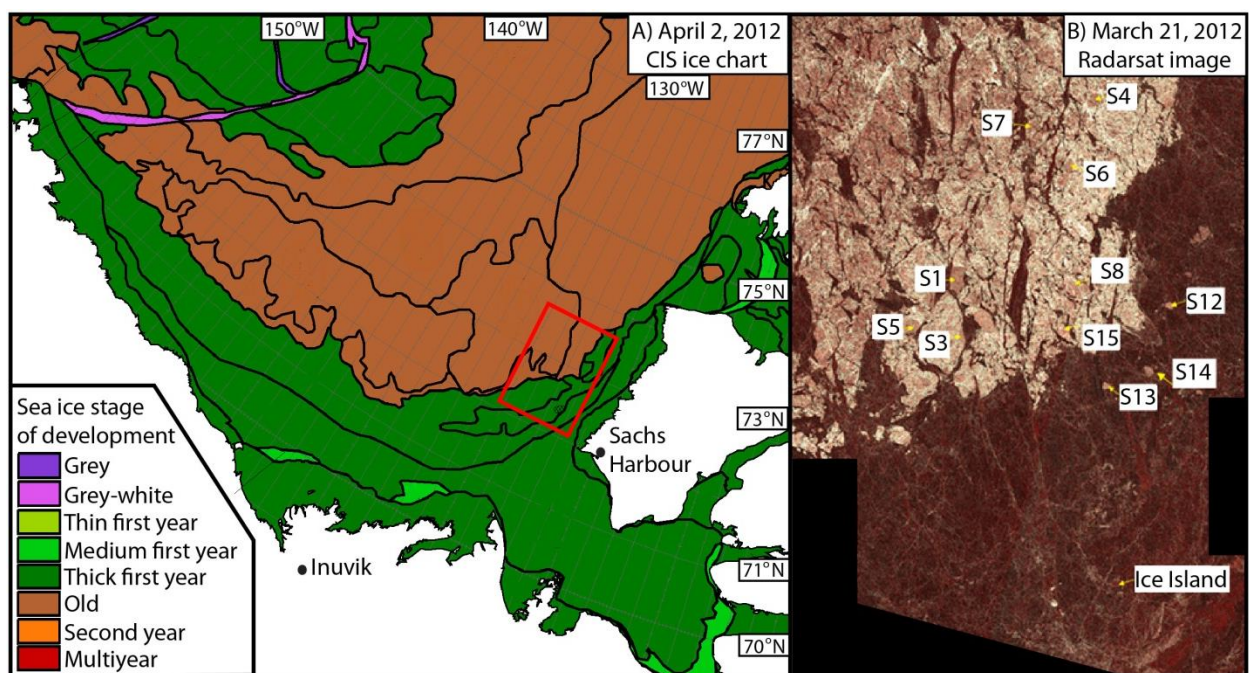 150°W
140°W
A) April 2, 2012
CIS ice chart
130°W
77°N
75°N
73°N
71°N
70°N
Sachs
Harbour
Inuvik
Sea ice stage
of development
Grey
Grey-white
Thin first year
Medium first year
Thick first year
Old
Second year
Multiyear
B) March 21, 2012
Radarsat image
S4
S7
S6
S1
S8
S12
S5
S3
S15
S14
S13
Ice Island